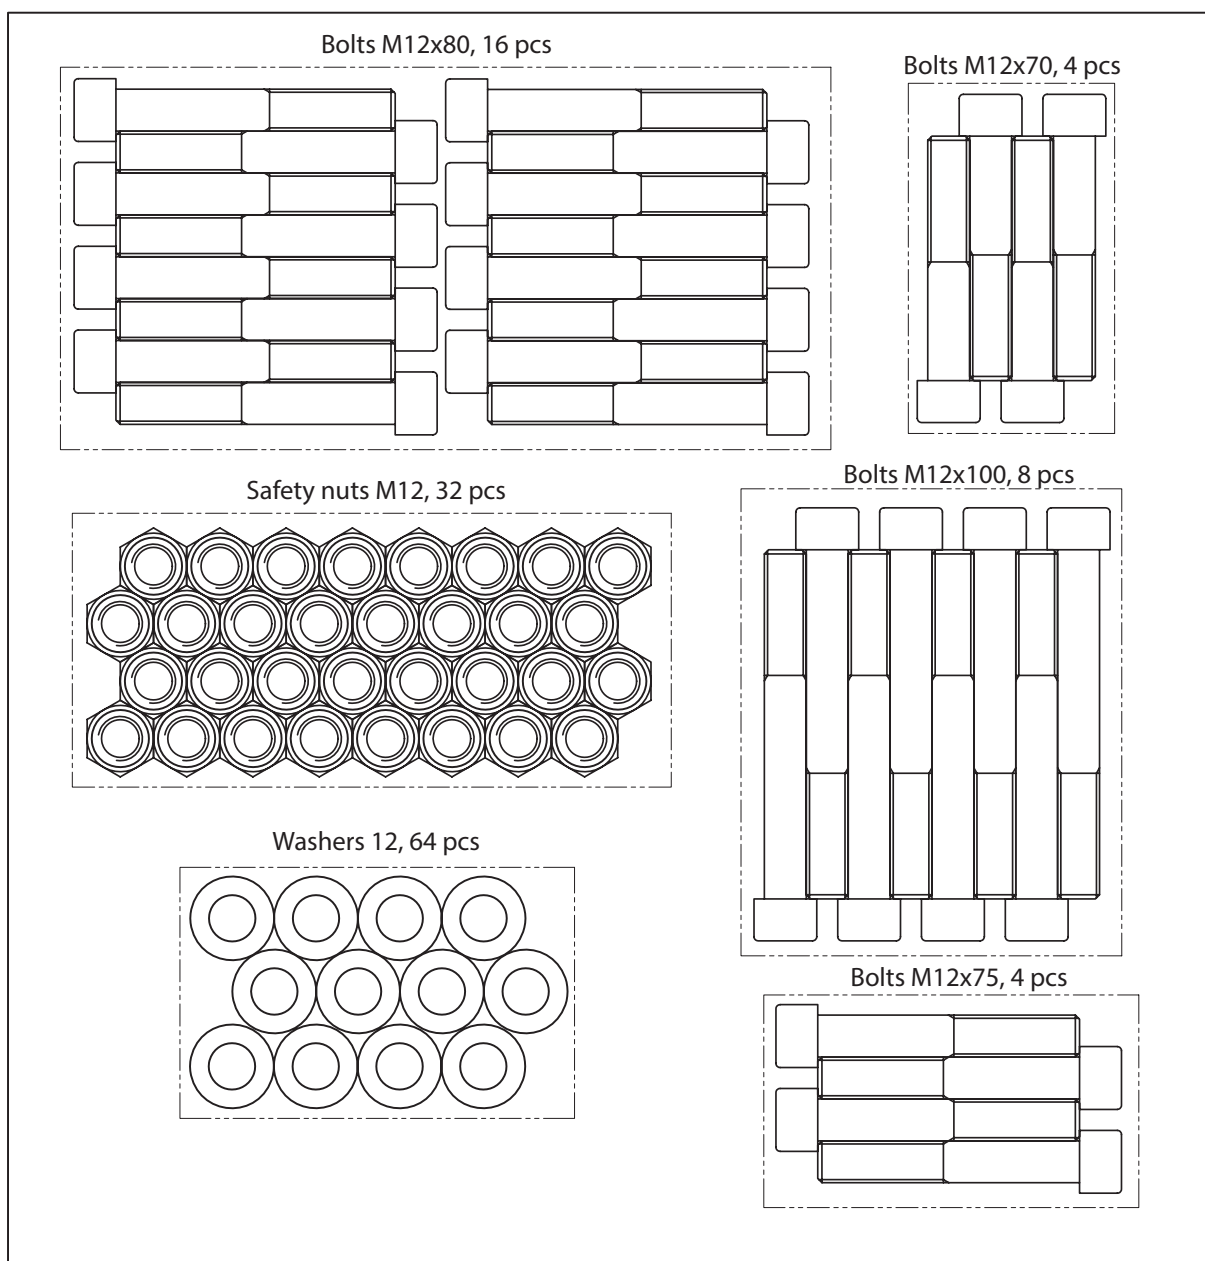 Bolts M12x80, 16 pcs
Bolts M12x70, 4 pcs
Safety nuts M12, 32 pcs
Bolts M12x100, 8 pcs
Washers 12, 64 pcs
Bolts M12x75, 4 pcs